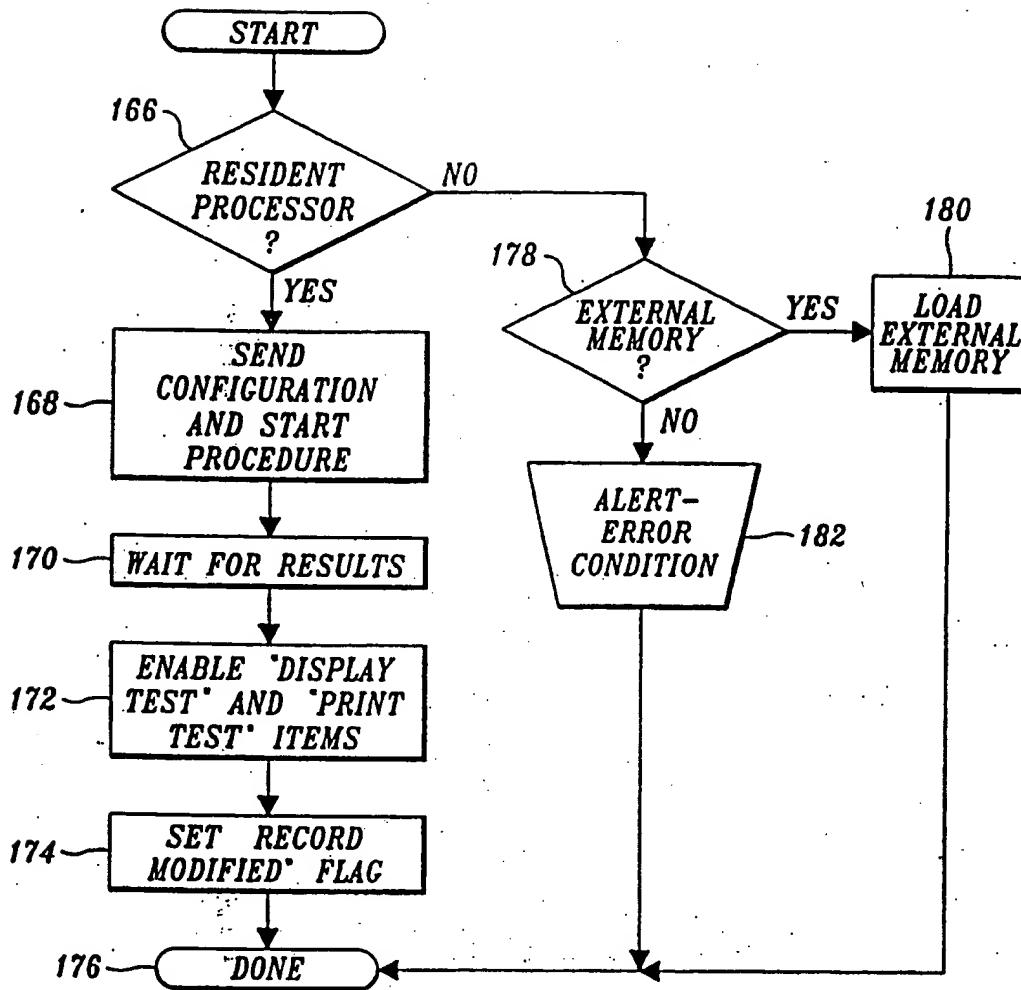 START
166
RESIDENT
PROCESSOR
?
NO
YES
178
EXTERNAL
MEMORY
?
YES
NO
180
LOAD
EXTERNAL
MEMORY
168
SEND
CONFIGURATION
AND START
PROCEDURE
ALERT-
ERROR
CONDITION
182
170
WAIT FOR RESULTS
172
ENABLE "DISPLAY
TEST" AND "PRINT
TEST" ITEMS
174
SET RECORD
MODIFIED" FLAG
176
DONE